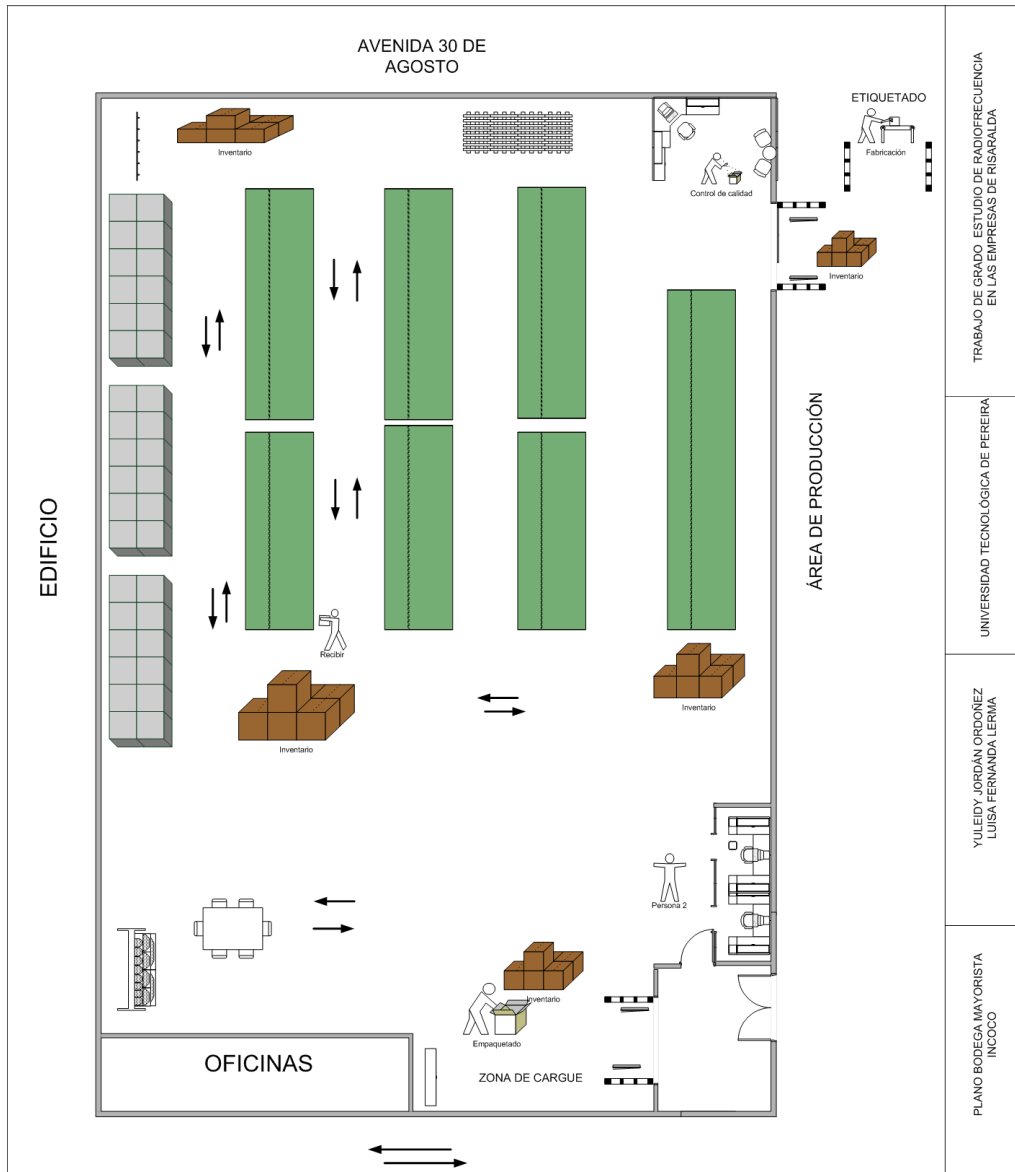 AVENIDA 30 DE
AGOSTO
ETIQUETADO
Fabricación
Inventario
Control de calidad
Inventario
EDIFICIO
ÁREA DE PRODUCCIÓN
Recibir
Inventario
Inventario
Persona 2
Inventario
Empaquetado
OFICINAS
ZONA DE CARGUE
TRABAJO DE GRADO ESTUDIO DE RADIOFRECUENCIA
EN LAS EMPRESAS DE RISARALDA
UNIVERSIDAD TECNOLÓGICA DE PEREIRA
YULEIDY JORDÁN ORDOÑEZ
LUISA FERNANDA LERMA
PLANO BODEGA MAYORISTA
INCOCO